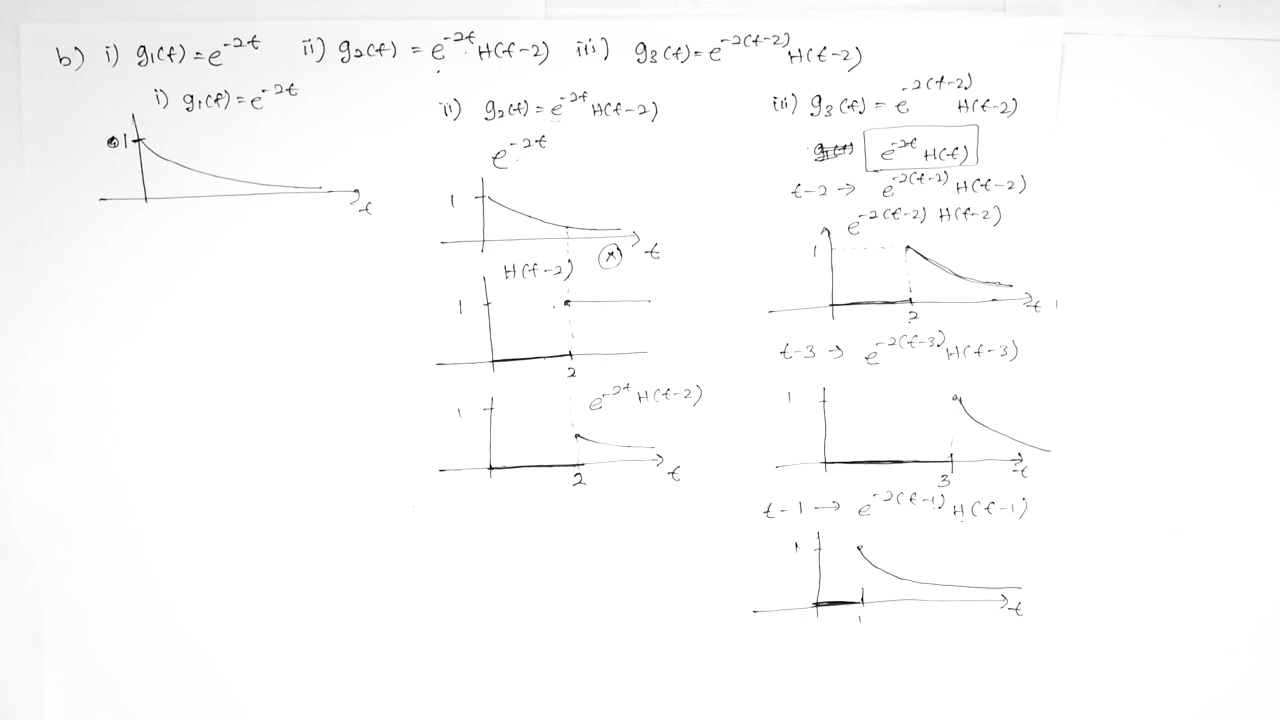 b) i) g₁(t) = e^{-2t} ii) g₂(t) = e^{-2t} H(t-2) iii) g₃(t) = e^{-2(t-2)} H(t-2)
i) g₁(t) = e^{-2t}
1
t
ii) g₂(t) = e^{-2t} H(t-2)
e^{-2t}
1
t
(x)
H(t-2)
1
2
e^{-2t} H(t-2)
1
2
t
iii) g₃(t) = e^{-2(t-2)} H(t-2)
e^{-2t} H(t)
t-2 → e^{-2(t-2)} H(t-2)
e^{-2(t-2)} H(t-2)
1
2
t
t-3 → e^{-2(t-3)} H(t-3)
1
3
t
t-1 → e^{-2(t-1)} H(t-1)
1
1
t